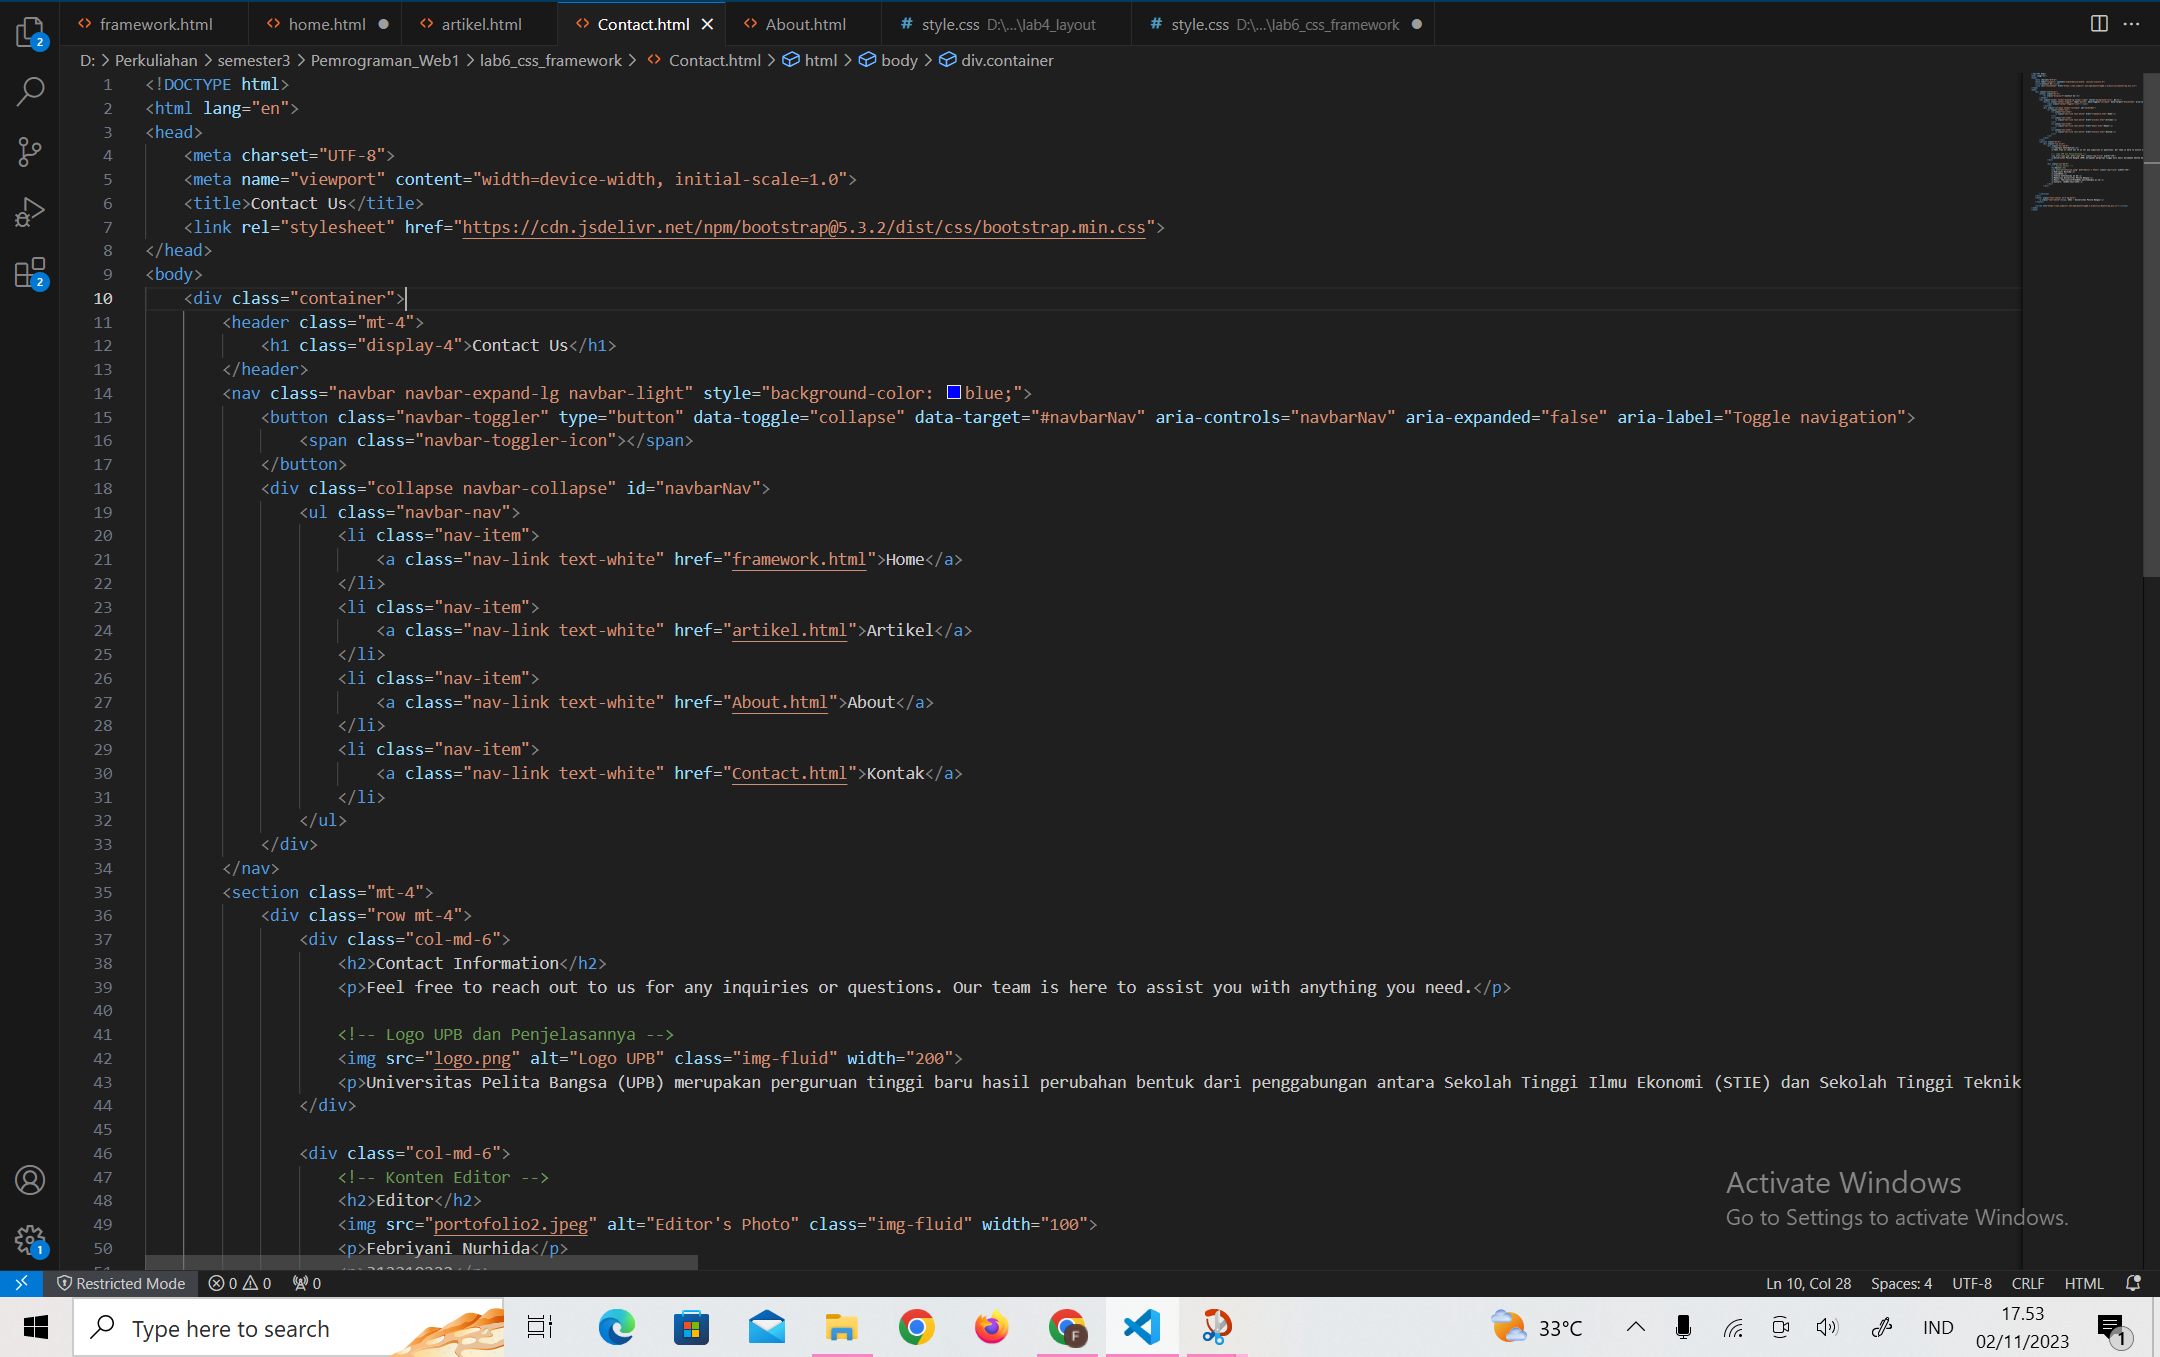 framework.html home.html artikel.html Contact.html About.html style.css D:\...\lab4_layout style.css D:\...\lab6_css_framework
D: > Perkuliahan > semester3 > Pemrograman_Web1 > lab6_css_framework > Contact.html > html > body > div.container
1 <!DOCTYPE html>
2 <html lang="en">
3 <head>
4 <meta charset="UTF-8">
5 <meta name="viewport" content="width=device-width, initial-scale=1.0">
6 <title>Contact Us</title>
7 <link rel="stylesheet" href="https://cdn.jsdelivr.net/npm/bootstrap@5.3.2/dist/css/bootstrap.min.css">
8 </head>
9 <body>
10 <div class="container">
11 <header class="mt-4">
12 <h1 class="display-4">Contact Us</h1>
13 </header>
14 <nav class="navbar navbar-expand-lg navbar-light" style="background-color: blue;">
15 <button class="navbar-toggler" type="button" data-toggle="collapse" data-target="#navbarNav" aria-controls="navbarNav" aria-expanded="false" aria-label="Toggle navigation">
16 <span class="navbar-toggler-icon"></span>
17 </button>
18 <div class="collapse navbar-collapse" id="navbarNav">
19 <ul class="navbar-nav">
20 <li class="nav-item">
21 <a class="nav-link text-white" href="framework.html">Home</a>
22 </li>
23 <li class="nav-item">
24 <a class="nav-link text-white" href="artikel.html">Artikel</a>
25 </li>
26 <li class="nav-item">
27 <a class="nav-link text-white" href="About.html">About</a>
28 </li>
29 <li class="nav-item">
30 <a class="nav-link text-white" href="Contact.html">Kontak</a>
31 </li>
32 </ul>
33 </div>
34 </nav>
35 <section class="mt-4">
36 <div class="row mt-4">
37 <div class="col-md-6">
38 <h2>Contact Information</h2>
39 <p>Feel free to reach out to us for any inquiries or questions. Our team is here to assist you with anything you need.</p>
40
41 <!-- Logo UPB dan Penjelasannya -->
42 <img src="logo.png" alt="Logo UPB" class="img-fluid" width="200">
43 <p>Universitas Pelita Bangsa (UPB) merupakan perguruan tinggi baru hasil perubahan bentuk dari penggabungan antara Sekolah Tinggi Ilmu Ekonomi (STIE) dan Sekolah Tinggi Teknik
44 </div>
45
46 <div class="col-md-6">
47 <!-- Konten Editor -->
48 <h2>Editor</h2>
49 <img src="portofolio2.jpeg" alt="Editor's Photo" class="img-fluid" width="100">
50 <p>Febriyani Nurhida</p>
2
2
1
Activate Windows
Go to Settings to activate Windows.
Restricted Mode 0 0 0 Ln 10, Col 28 Spaces: 4 UTF-8 CRLF HTML
Type here to search F 33°C IND 17.53
02/11/2023 1